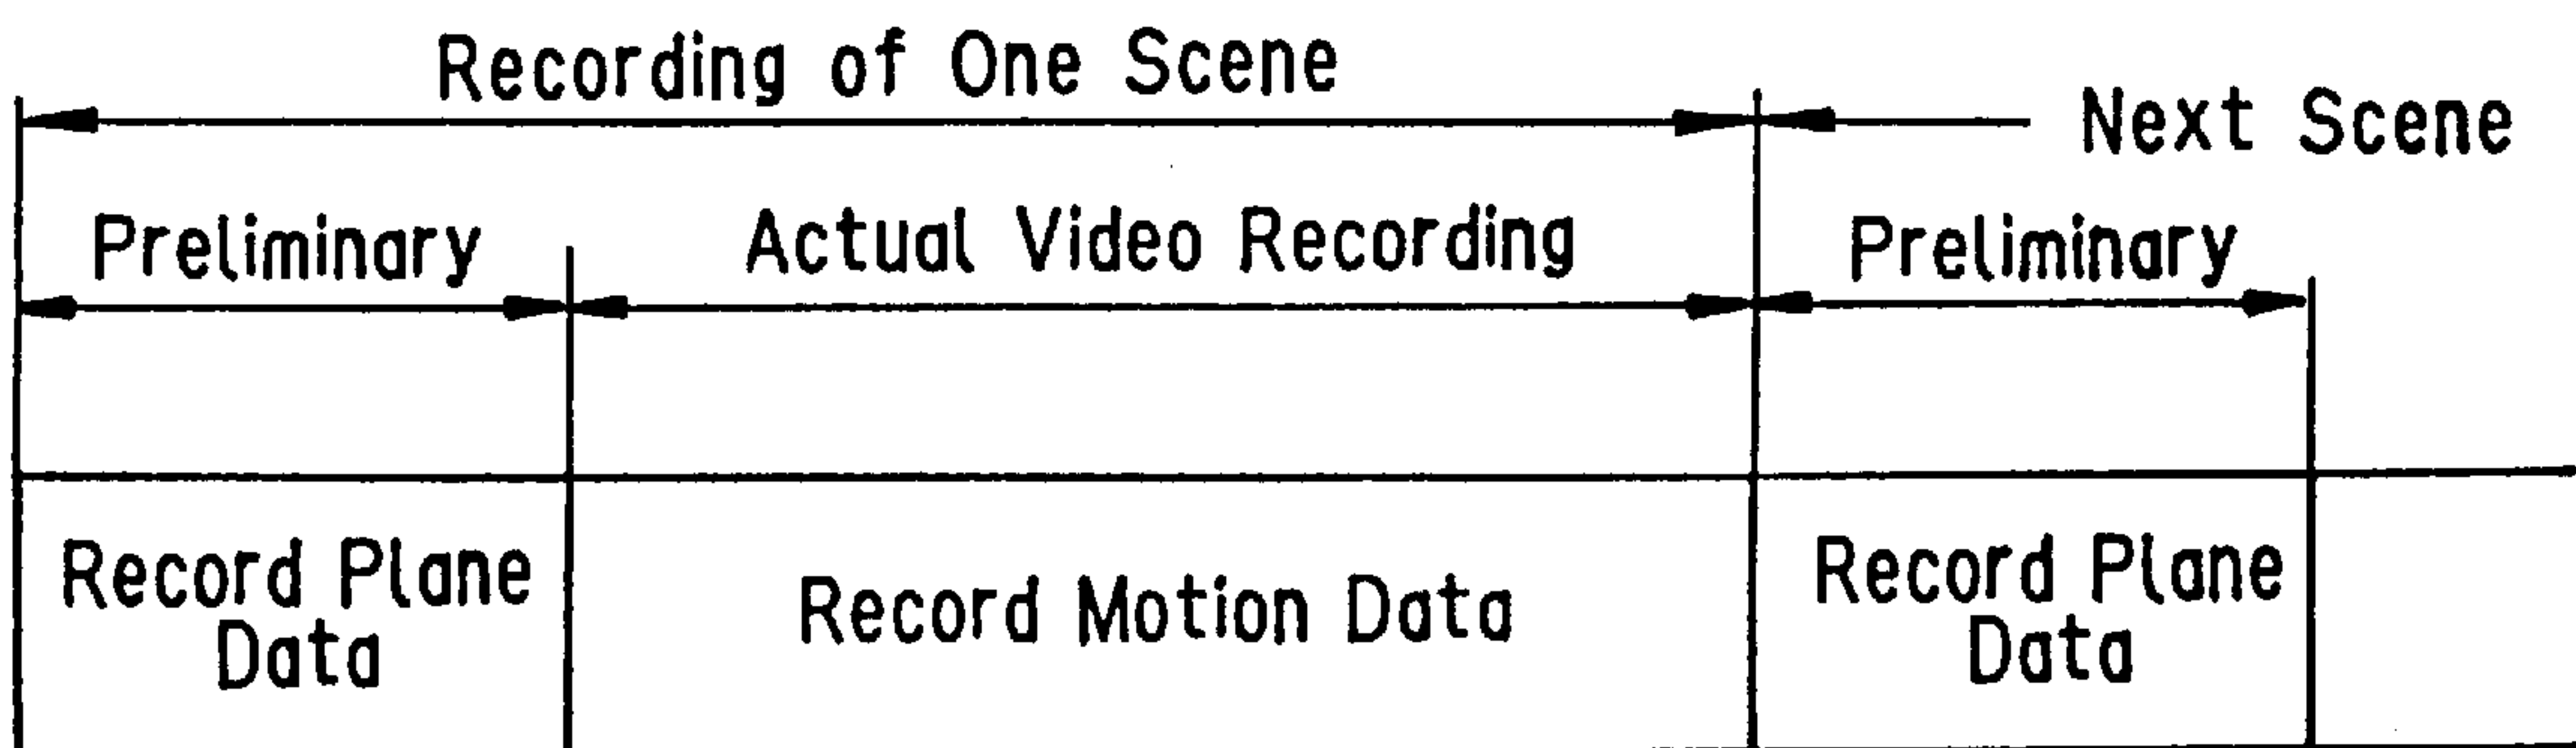 Recording of One Scene
Next Scene
Preliminary
Actual Video Recording
Preliminary
Record Plane
Data
Record Motion Data
Record Plane
Data